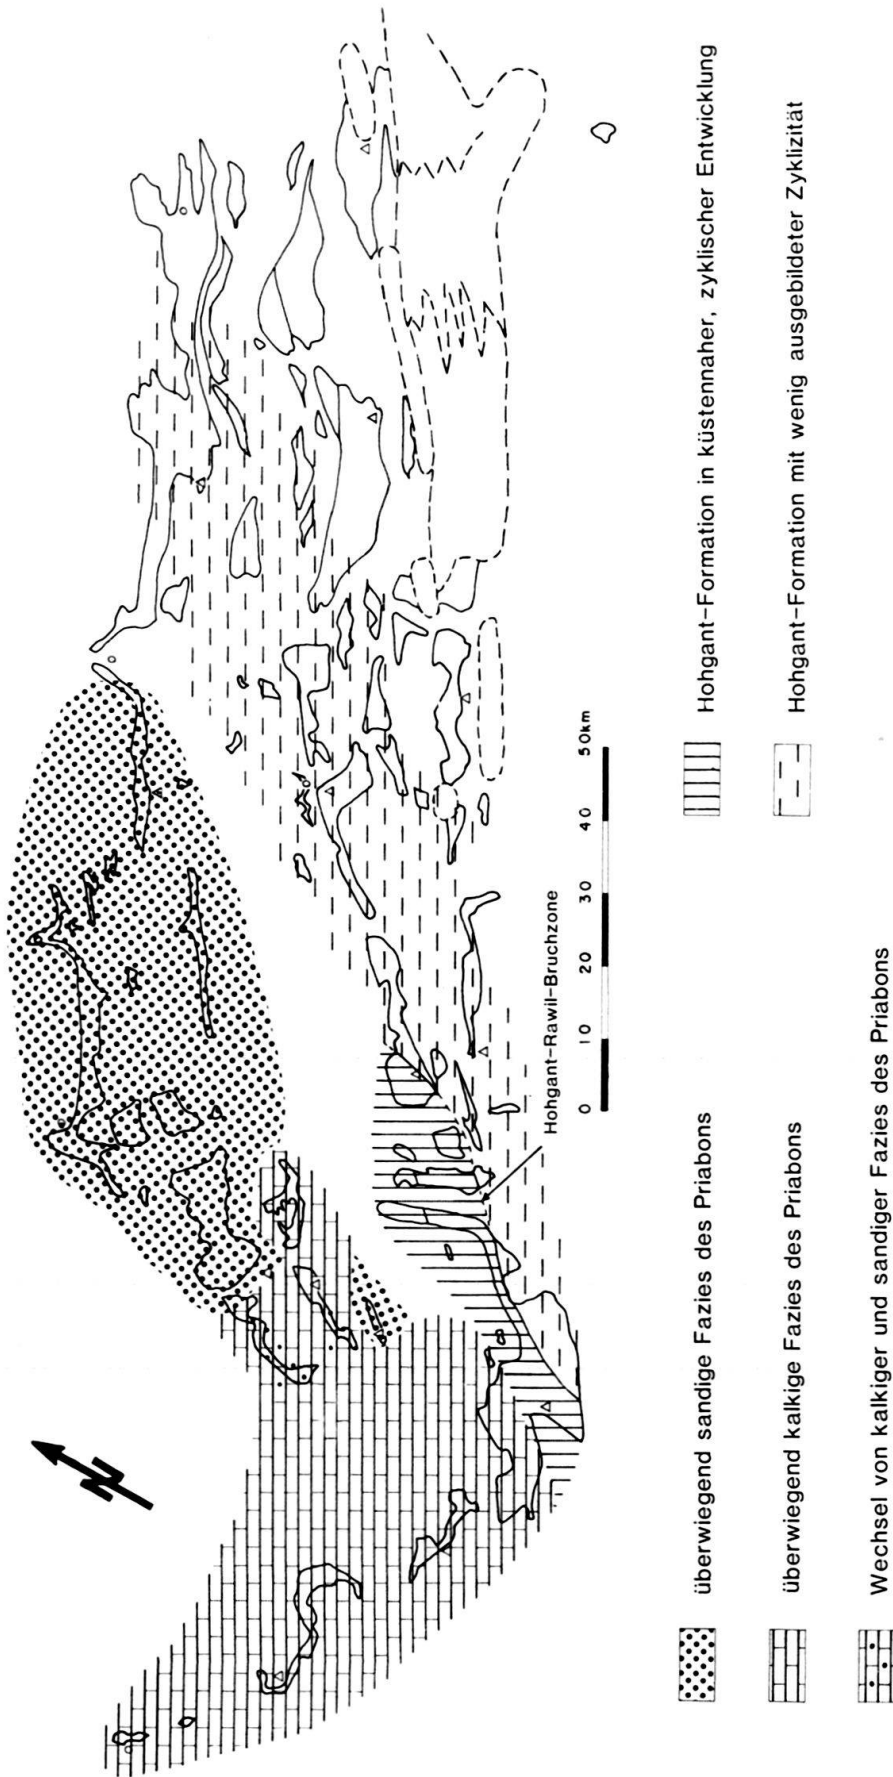 N
Hohgant-Rawil-Bruchzone
0 10 20 30 40 50km
überwiegend sandige Fazies des Priabons
überwiegend kalkige Fazies des Priabons
Wechsel von kalkiger und sandiger Fazies des Priabons
Hohgant-Formation in küstennaher, zyklischer Entwicklung
Hohgant-Formation mit wenig ausgebildeter Zyklizität